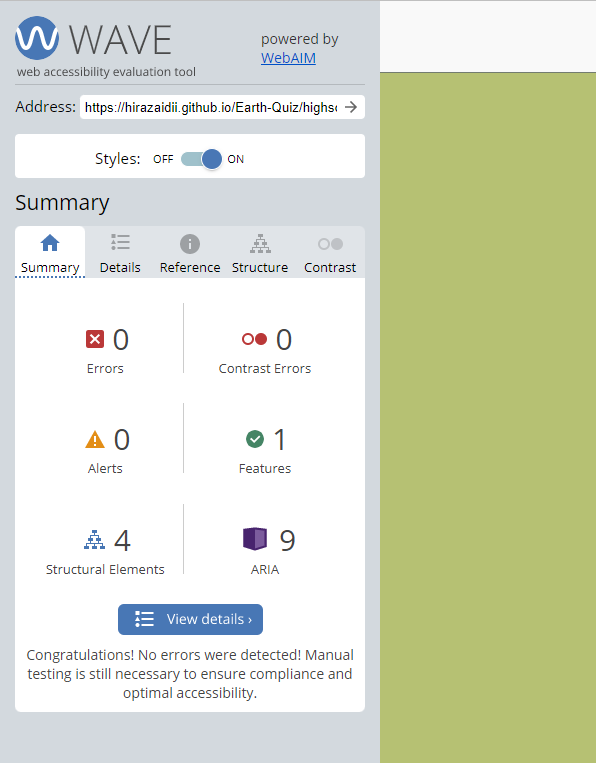 WAVE
web accessibility evaluation tool
powered by
WebAIM
Address: https://hirazaidii.github.io/Earth-Quiz/highsc
Styles: OFF ON
Summary
Summary Details Reference Structure Contrast
0 0
Errors Contrast Errors
0 1
Alerts Features
4 9
Structural Elements ARIA
View details ›
Congratulations! No errors were detected! Manual
testing is still necessary to ensure compliance and
optimal accessibility.